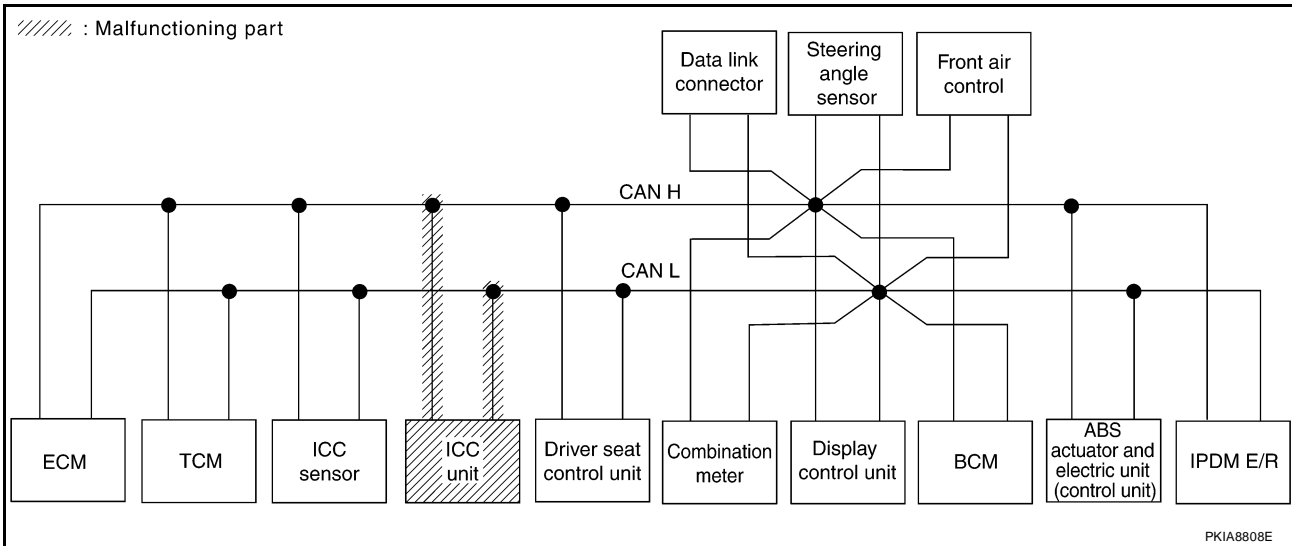 : Malfunctioning part
Data link
connector
Steering
angle
sensor
Front air
control
CAN H
CAN L
ECM
TCM
ICC
sensor
ICC
unit
Driver seat
control unit
Combination
meter
Display
control unit
BCM
ABS
actuator and
electric unit
(control unit)
IPDM E/R
PKIA8808E